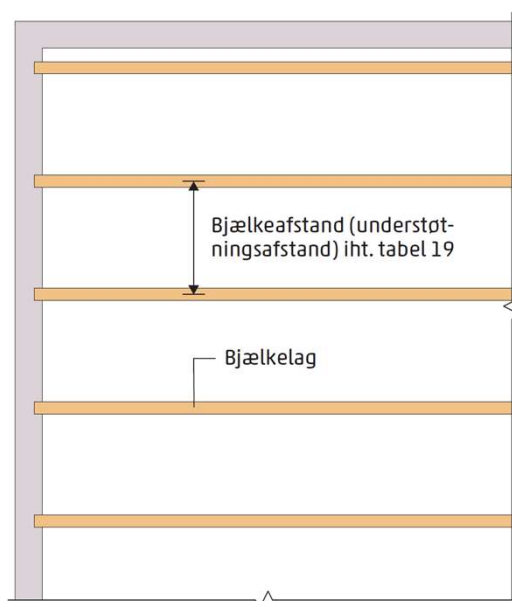 Bjælkeafstand (understøt-
ningsafstand) iht. tabel 19
Bjælkelag